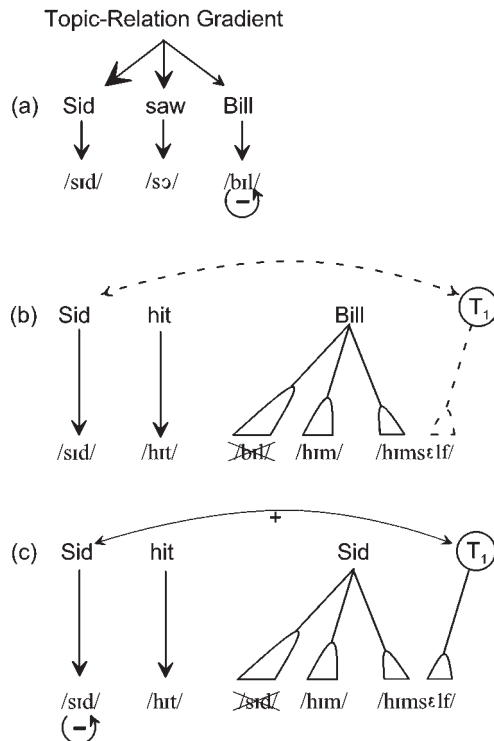 Topic-Relation Gradient
(a) Sid saw Bill
/sɪd/ /sɔ/ /bɪl/
−
(b) Sid hit Bill T₁
/sɪd/ /hɪt/ /bɪl/ /hɪm/ /hɪmsɛlf/
+
(c) Sid hit Sid T₁
/sɪd/ /hɪt/ /sɪd/ /hɪm/ /hɪmsɛlf/
−